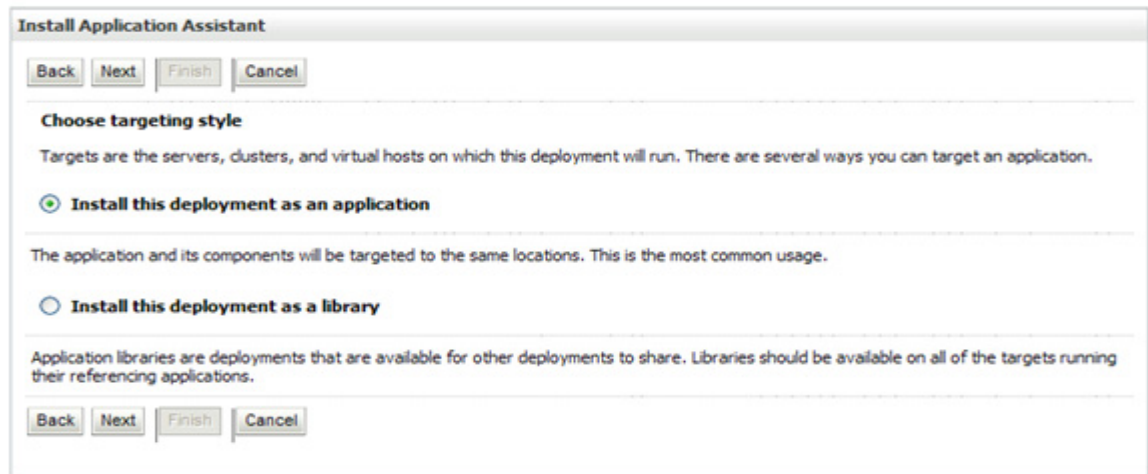 Install Application Assistant
Back Next Finish Cancel
Choose targeting style
Targets are the servers, clusters, and virtual hosts on which this deployment will run. There are several ways you can target an application.
Install this deployment as an application
The application and its components will be targeted to the same locations. This is the most common usage.
Install this deployment as a library
Application libraries are deployments that are available for other deployments to share. Libraries should be available on all of the targets running
their referencing applications.
Back Next Finish Cancel